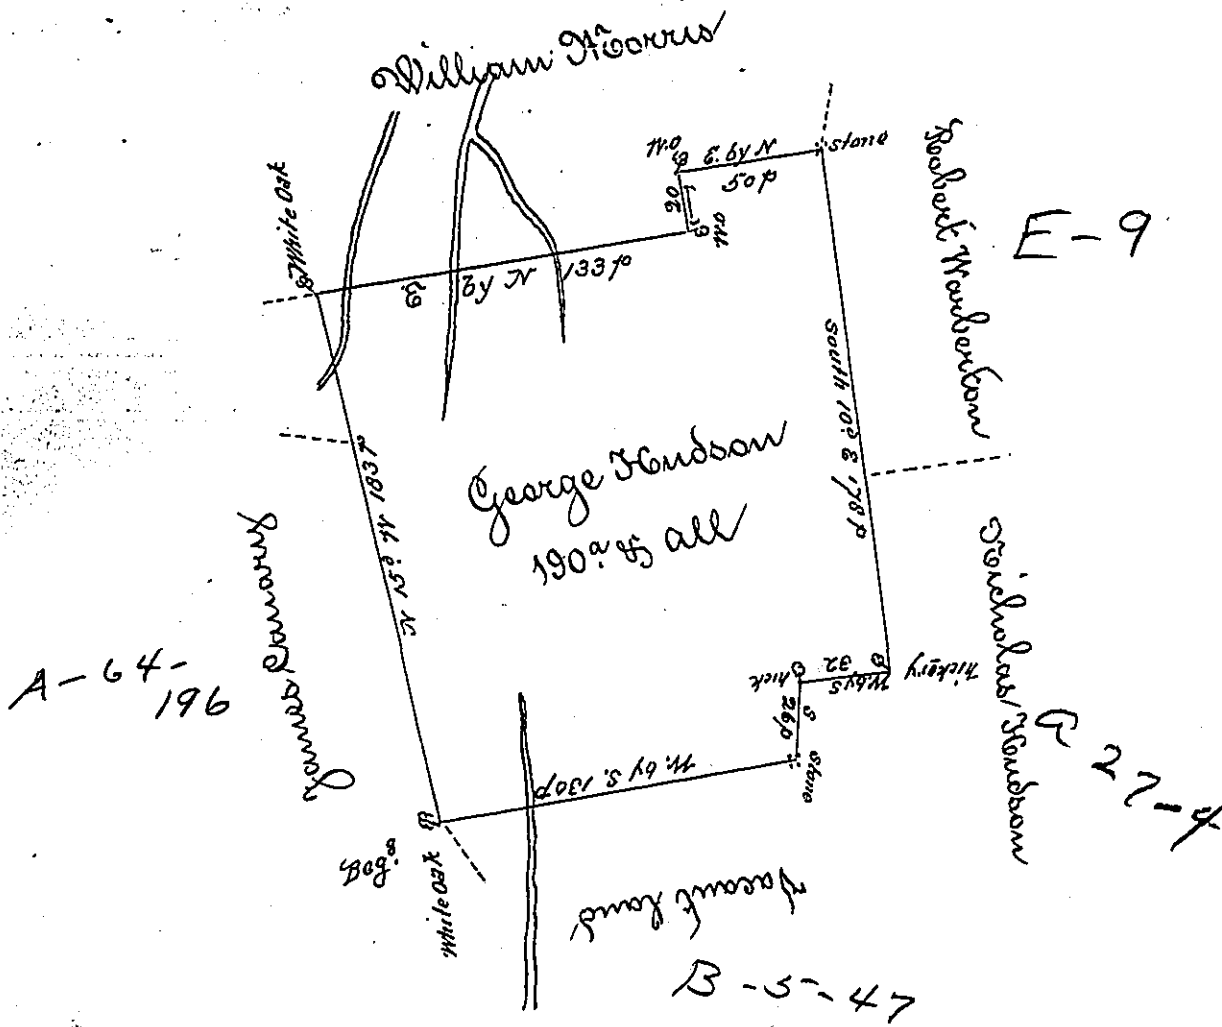 William Morris
White Oak
E by N 133p
W.O
W.O
20
E by N
50p
stone
Robert Warberton
E-9
South 10° E 178p
George Hudson
190a. & all
N 15° W 183p
James Canary
A-64-
196
Nicholas Hudson
27-4
hickory
W by S
32
hick
S
26p
stone
W. by S. 130p
Beg.
White Oak
Vacant Land
B-5-47